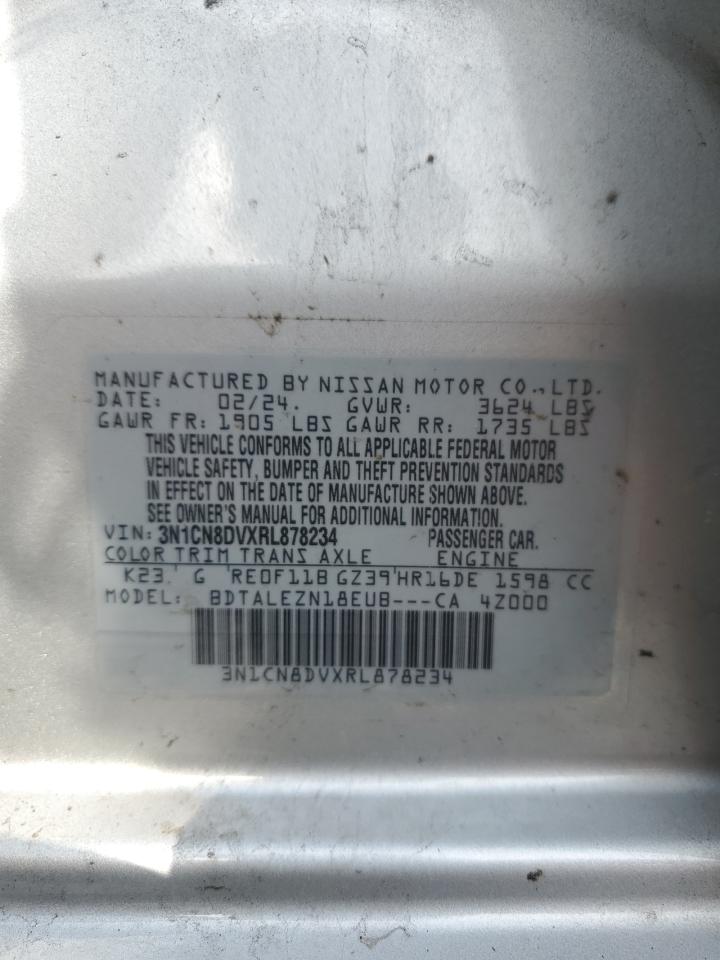 MANUFACTURED BY NISSAN MOTOR CO., LTD.
DATE: 02/24. GVWR: 3624 LBS
GAWR FR: 1905 LBS GAWR RR: 1735 LBS
THIS VEHICLE CONFORMS TO ALL APPLICABLE FEDERAL MOTOR
VEHICLE SAFETY, BUMPER AND THEFT PREVENTION STANDARDS
IN EFFECT ON THE DATE OF MANUFACTURE SHOWN ABOVE.
SEE OWNER'S MANUAL FOR ADDITIONAL INFORMATION.
VIN: 3N1CN8DVXRL878234 PASSENGER CAR.
COLOR TRIM TRANS AXLE ENGINE
K23 G RE0F11B GZ39 HR16DE 1598 CC
MODEL: BDTALEZN18EUB---CA 4Z000
3N1CN8DVXRL878234